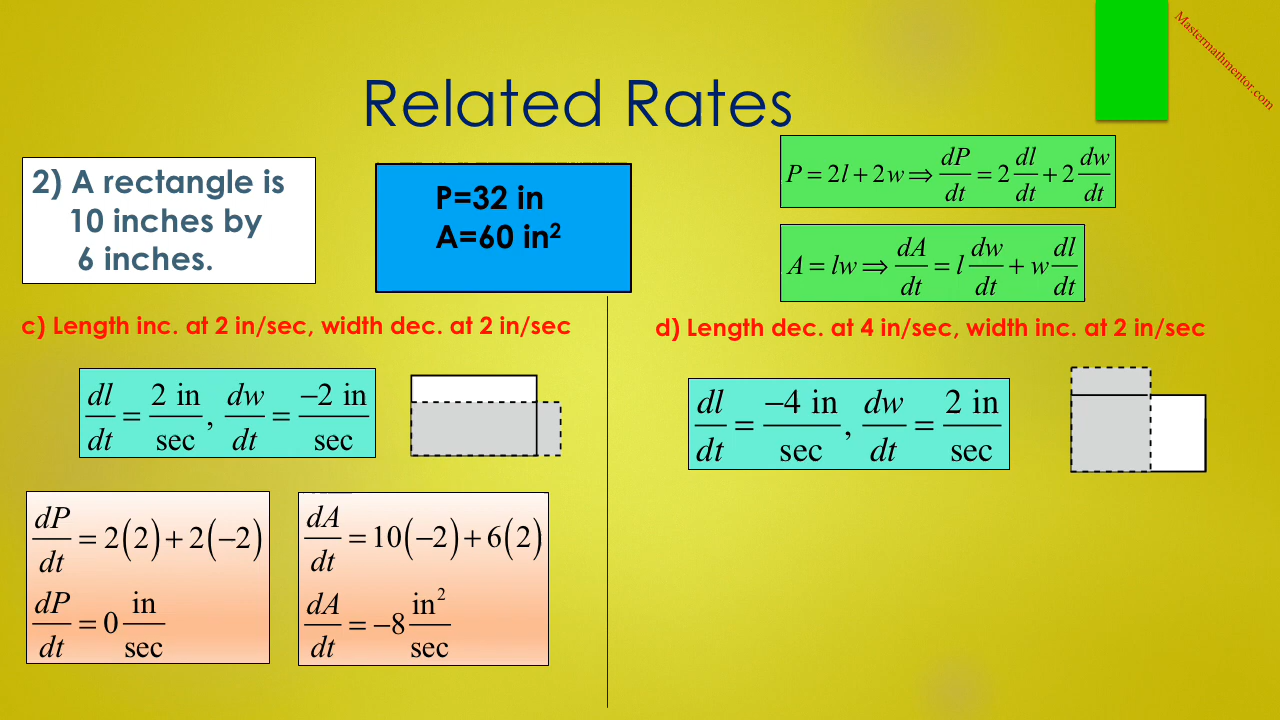 Mastermathmentor.com
Related Rates
2) A rectangle is
10 inches by
6 inches.
P=32 in
A=60 in²
P = 2l + 2w ⇒ dP/dt = 2 dl/dt + 2 dw/dt
A = lw ⇒ dA/dt = l dw/dt + w dl/dt
c) Length inc. at 2 in/sec, width dec. at 2 in/sec
dl/dt = 2 in/sec, dw/dt = −2 in/sec
dP/dt = 2(2) + 2(−2)
dP/dt = 0 in/sec
dA/dt = 10(−2) + 6(2)
dA/dt = −8 in²/sec
d) Length dec. at 4 in/sec, width inc. at 2 in/sec
dl/dt = −4 in/sec, dw/dt = 2 in/sec